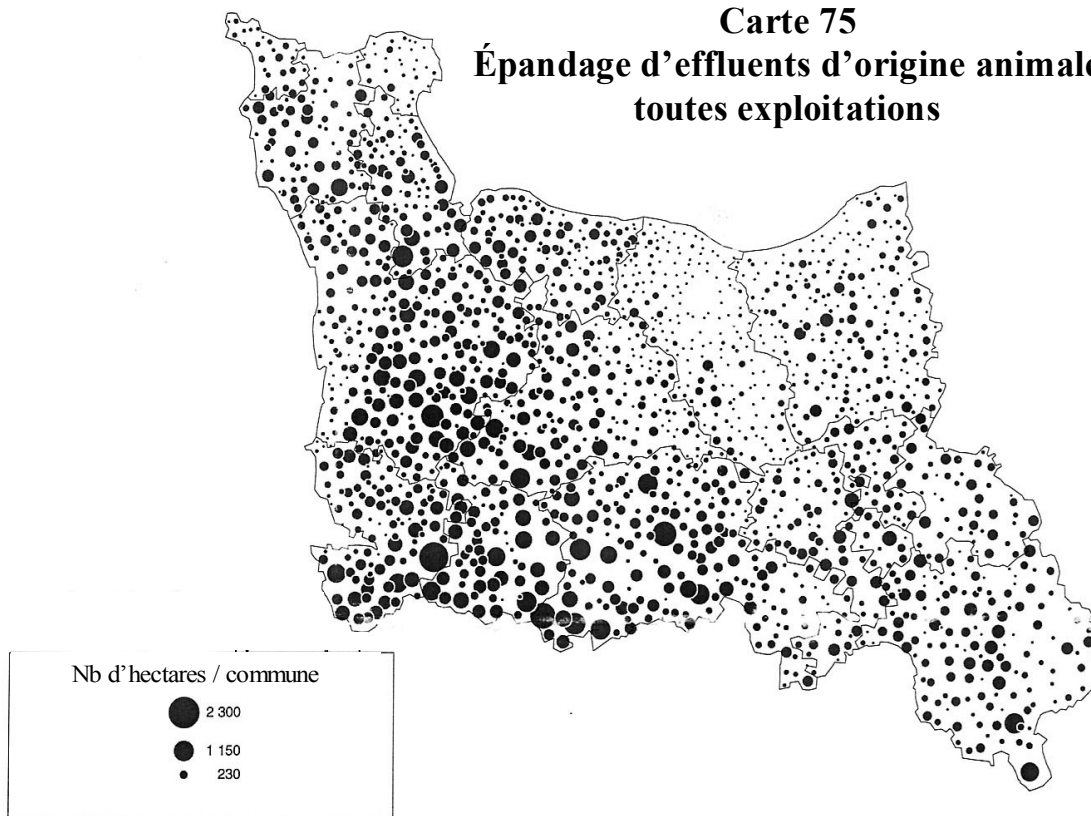 Carte 75
Épandage d'effluents d'origine animale
toutes exploitations
Nb d'hectares / commune
2 300
1 150
230